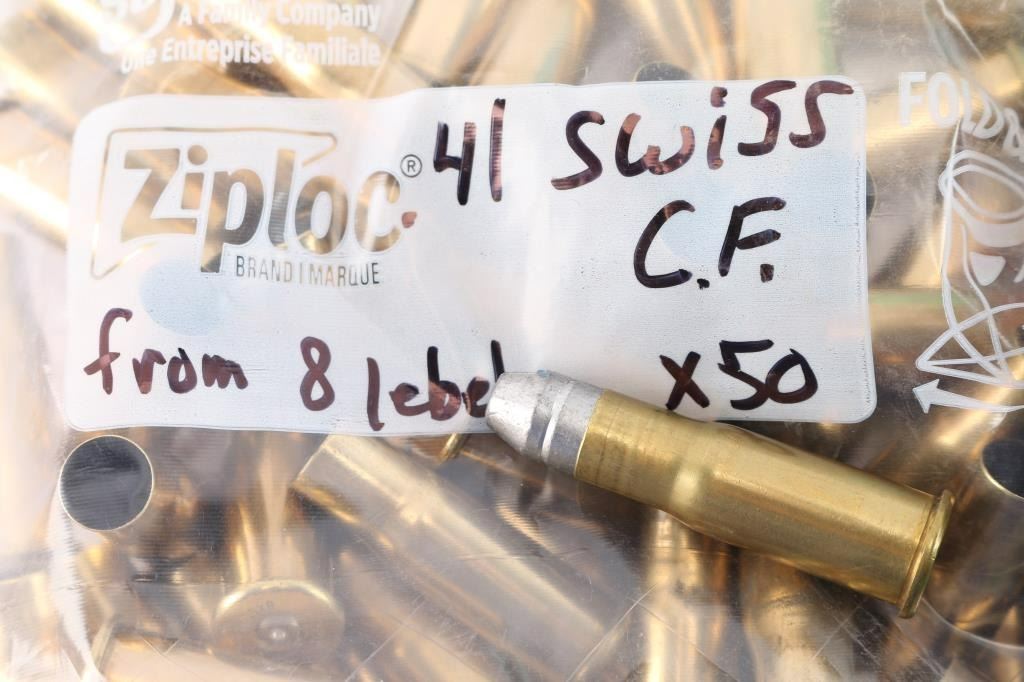 A Family Company
Une Entreprise Familiale
Ziploc®
BRAND | MARQUE
41 SWiSS
C.F.
from 8 lebel x50